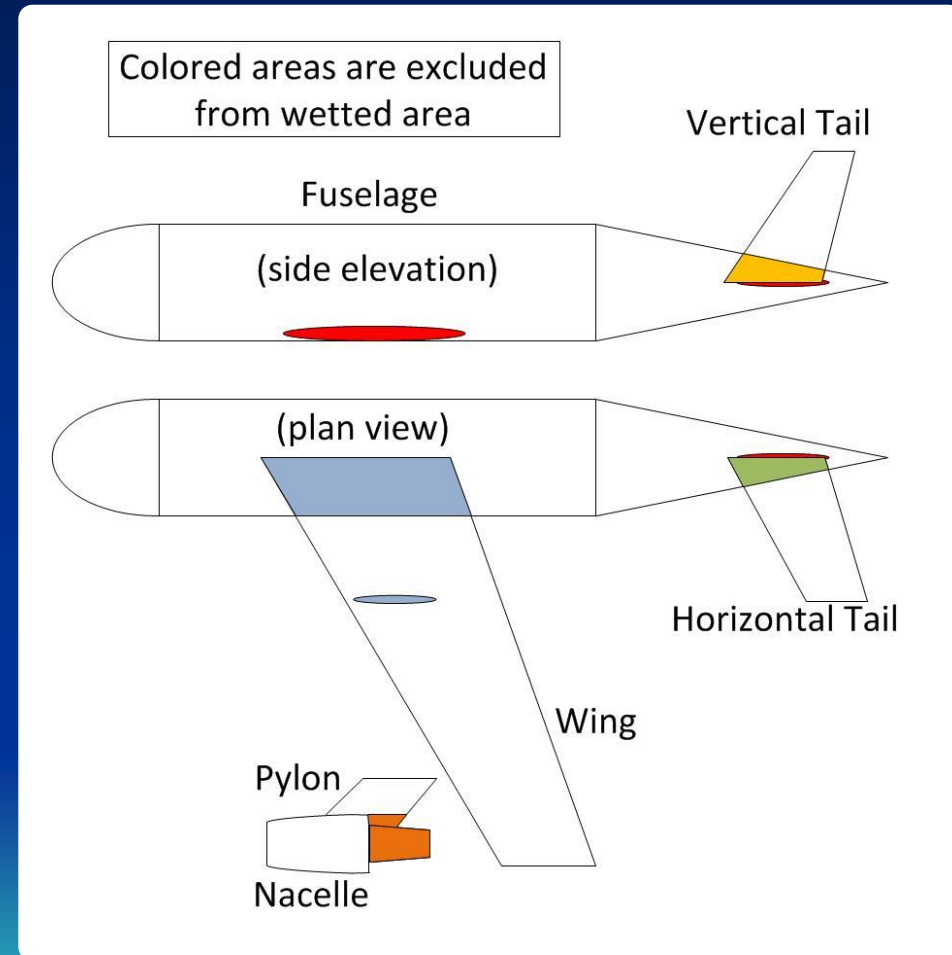 Colored areas are excluded
from wetted area
Vertical Tail
Fuselage
(side elevation)
(plan view)
Horizontal Tail
Wing
Pylon
Nacelle